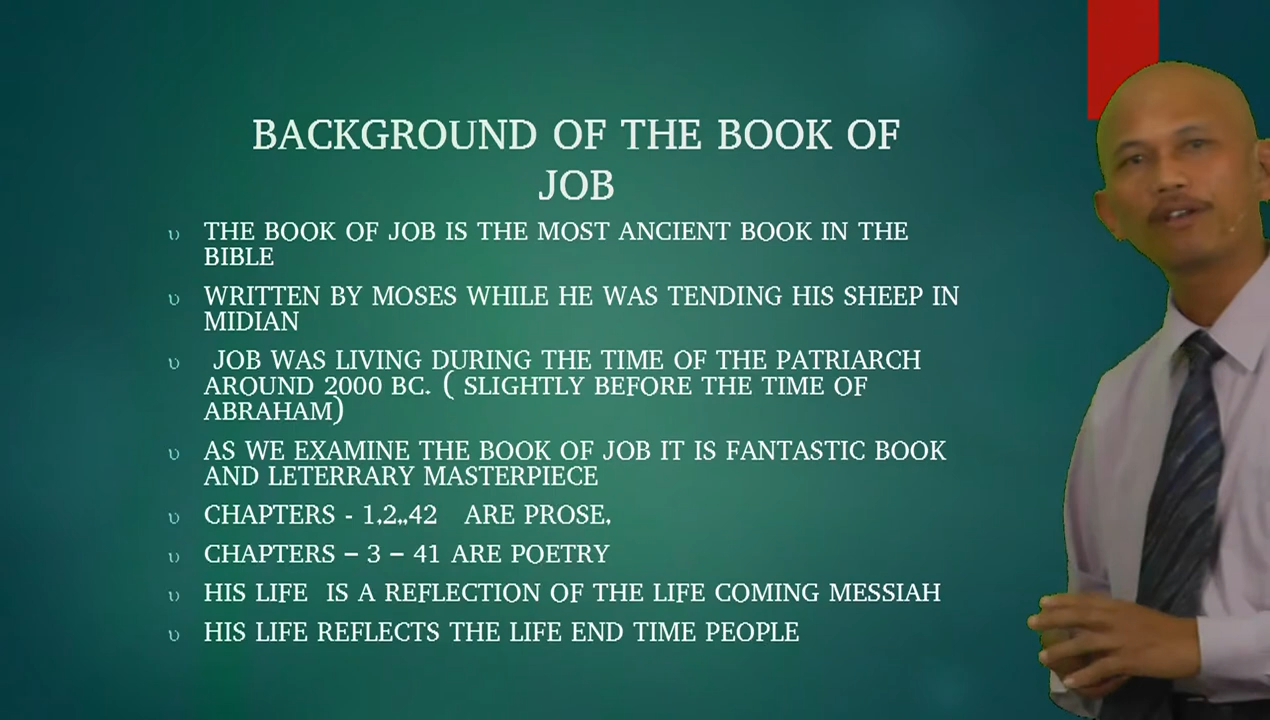 BACKGROUND OF THE BOOK OF
JOB
THE BOOK OF JOB IS THE MOST ANCIENT BOOK IN THE
BIBLE
WRITTEN BY MOSES WHILE HE WAS TENDING HIS SHEEP IN
MIDIAN
JOB WAS LIVING DURING THE TIME OF THE PATRIARCH
AROUND 2000 BC. ( SLIGHTLY BEFORE THE TIME OF
ABRAHAM)
AS WE EXAMINE THE BOOK OF JOB IT IS FANTASTIC BOOK
AND LETERRARY MASTERPIECE
CHAPTERS - 1,2,,42 ARE PROSE,
CHAPTERS – 3 – 41 ARE POETRY
HIS LIFE IS A REFLECTION OF THE LIFE COMING MESSIAH
HIS LIFE REFLECTS THE LIFE END TIME PEOPLE